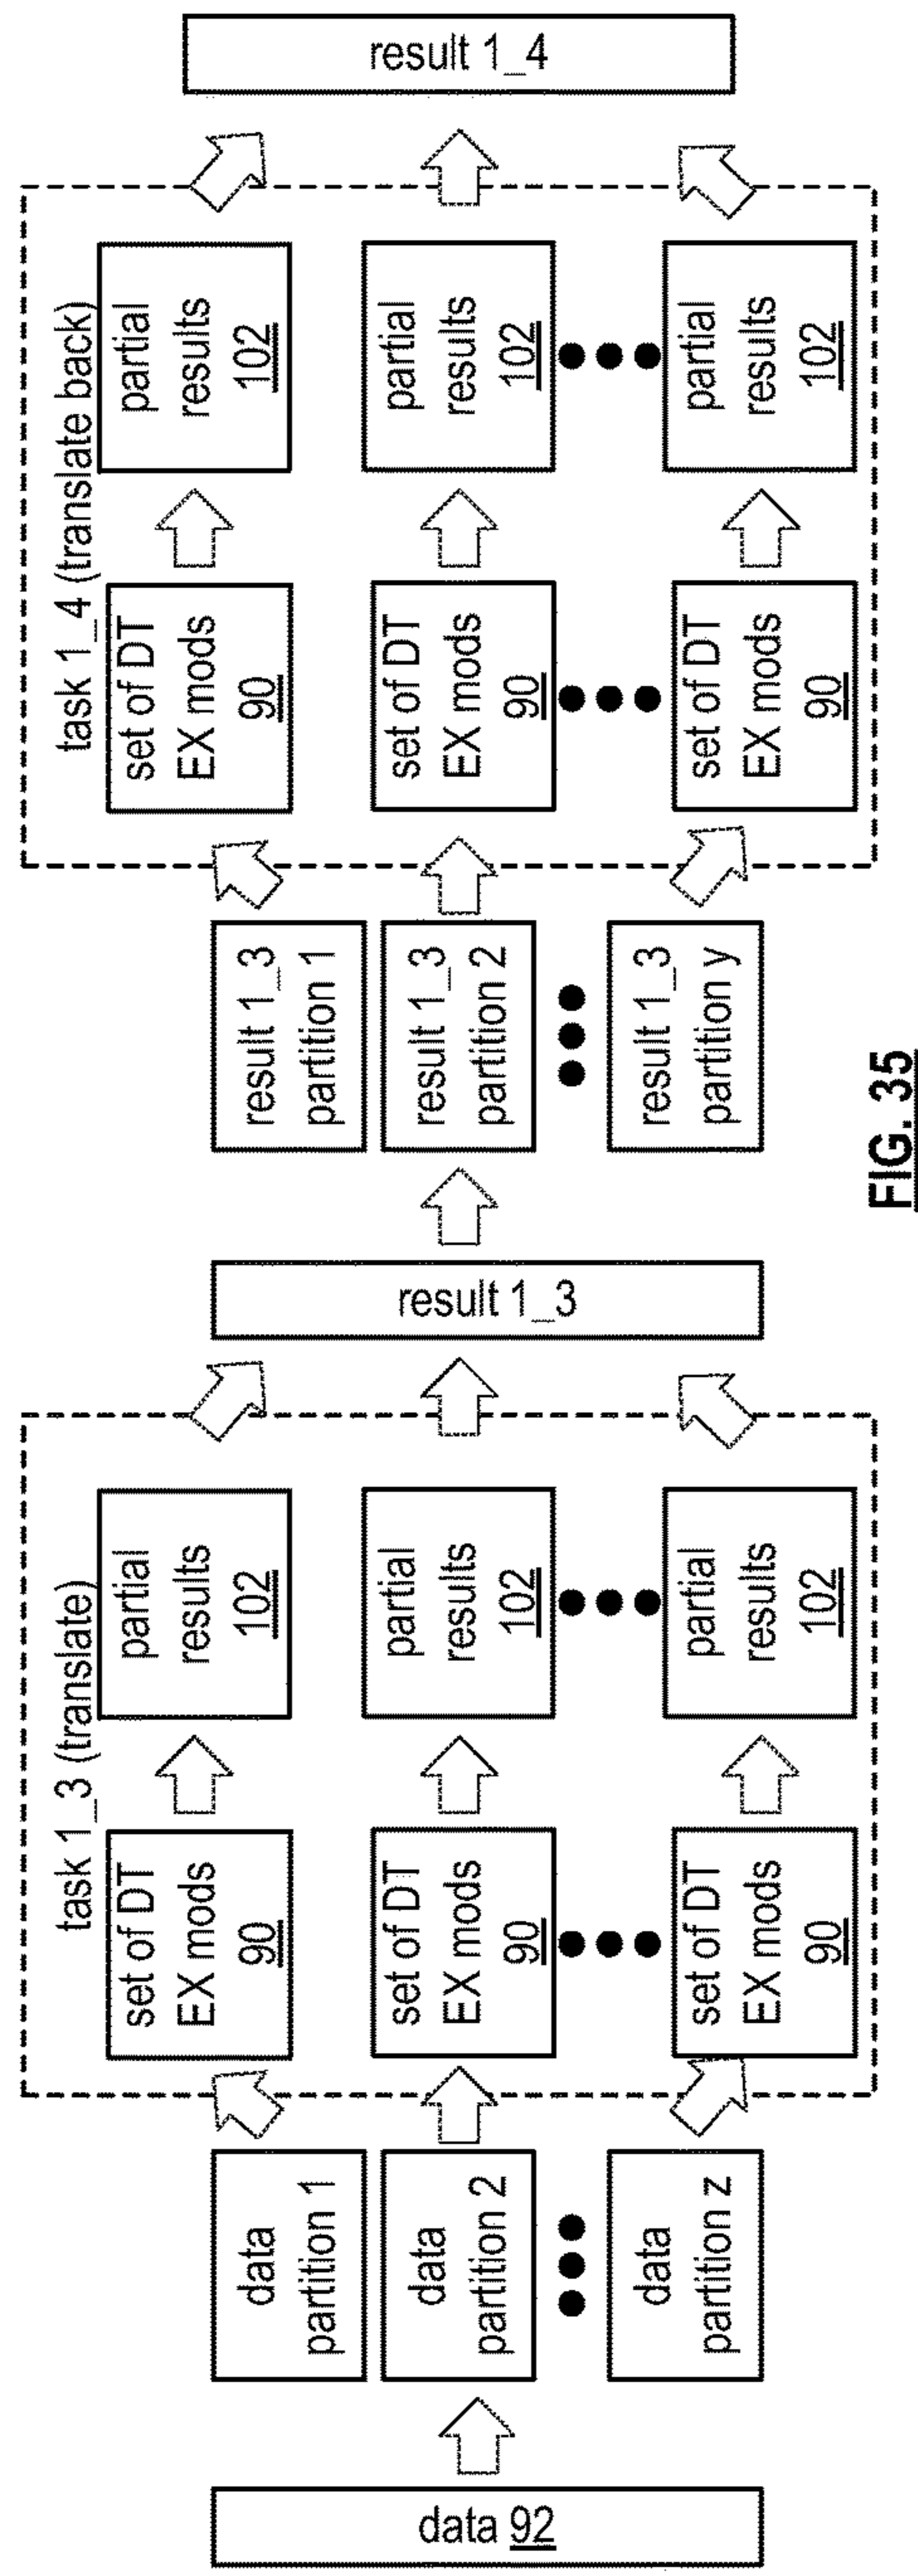 task 1_3 (translate)
task 1_4 (translate back)
data 92
data
partition 1
data
partition 2
data
partition z
set of DT
EX mods
90
set of DT
EX mods
90
set of DT
EX mods
90
partial
results
102
partial
results
102
partial
results
102
result 1_3
result 1_3
partition 1
result 1_3
partition 2
result 1_3
partition y
set of DT
EX mods
90
set of DT
EX mods
90
set of DT
EX mods
90
partial
results
102
partial
results
102
partial
results
102
result 1_4
FIG. 35